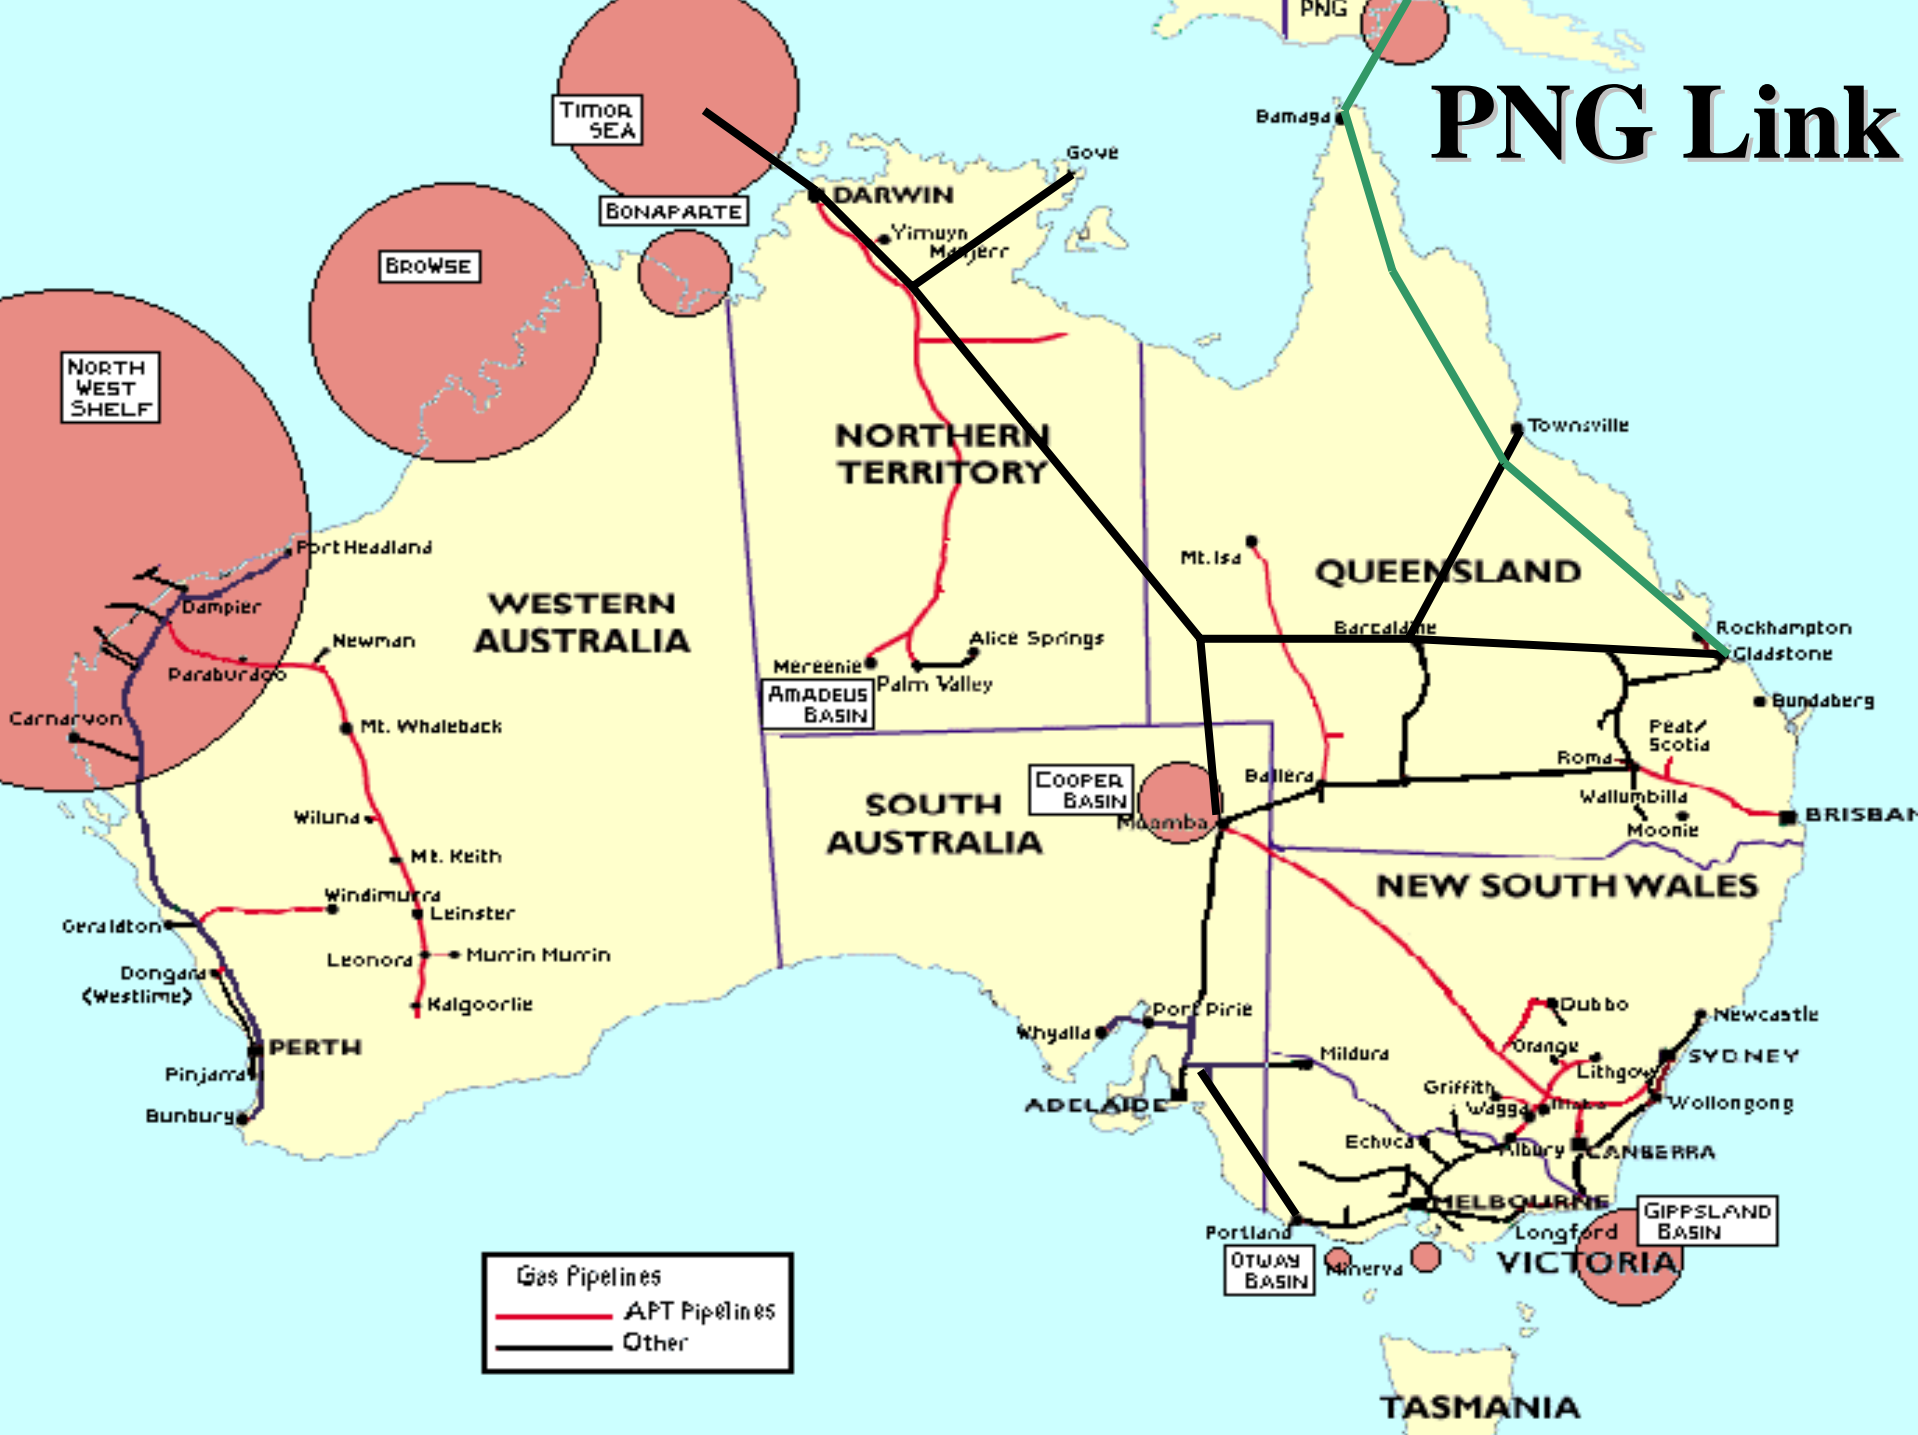 PNG
PNG Link
TIMOR
SEA
Bamaga
Gove
DARWIN
BONAPARTE
Yimuyn
Manjerr
BROWSE
NORTH
WEST
SHELF
Townsville
NORTHERN
TERRITORY
Port Headland
Mt. Isa
QUEENSLAND
WESTERN
AUSTRALIA
Dampier
Newman
Barcaldine
Rockhampton
Gladstone
Alice Springs
Mereenie
Paraburdoo
Palm Valley
AMADEUS
BASIN
Carnarvon
Mt. Whaleback
Bundaberg
Peat/
Scotia
Roma
COOPER
BASIN
Ballera
Wallumbilla
SOUTH
AUSTRALIA
Moomba
Wiluna
BRISBAN
Moonie
Mt. Keith
NEW SOUTH WALES
Windimurra
Leinster
Geraldton
Leonora
Murrin Murrin
Dongara
(Westlime)
Kalgoorlie
Port Pirie
Whyalla
Dubbo
Newcastle
PERTH
Orange
SYDNEY
Mildura
Lithgow
Pinjarra
Griffith
Bunbury
ADELAIDE
Wagga
Wollongong
Echuca
Albury
CANBERRA
MELBOURNE
GIPPSLAND
BASIN
Portland
Longford
OTWAY
BASIN
Minerva
VICTORIA
Gas Pipelines
APT Pipelines
Other
TASMANIA